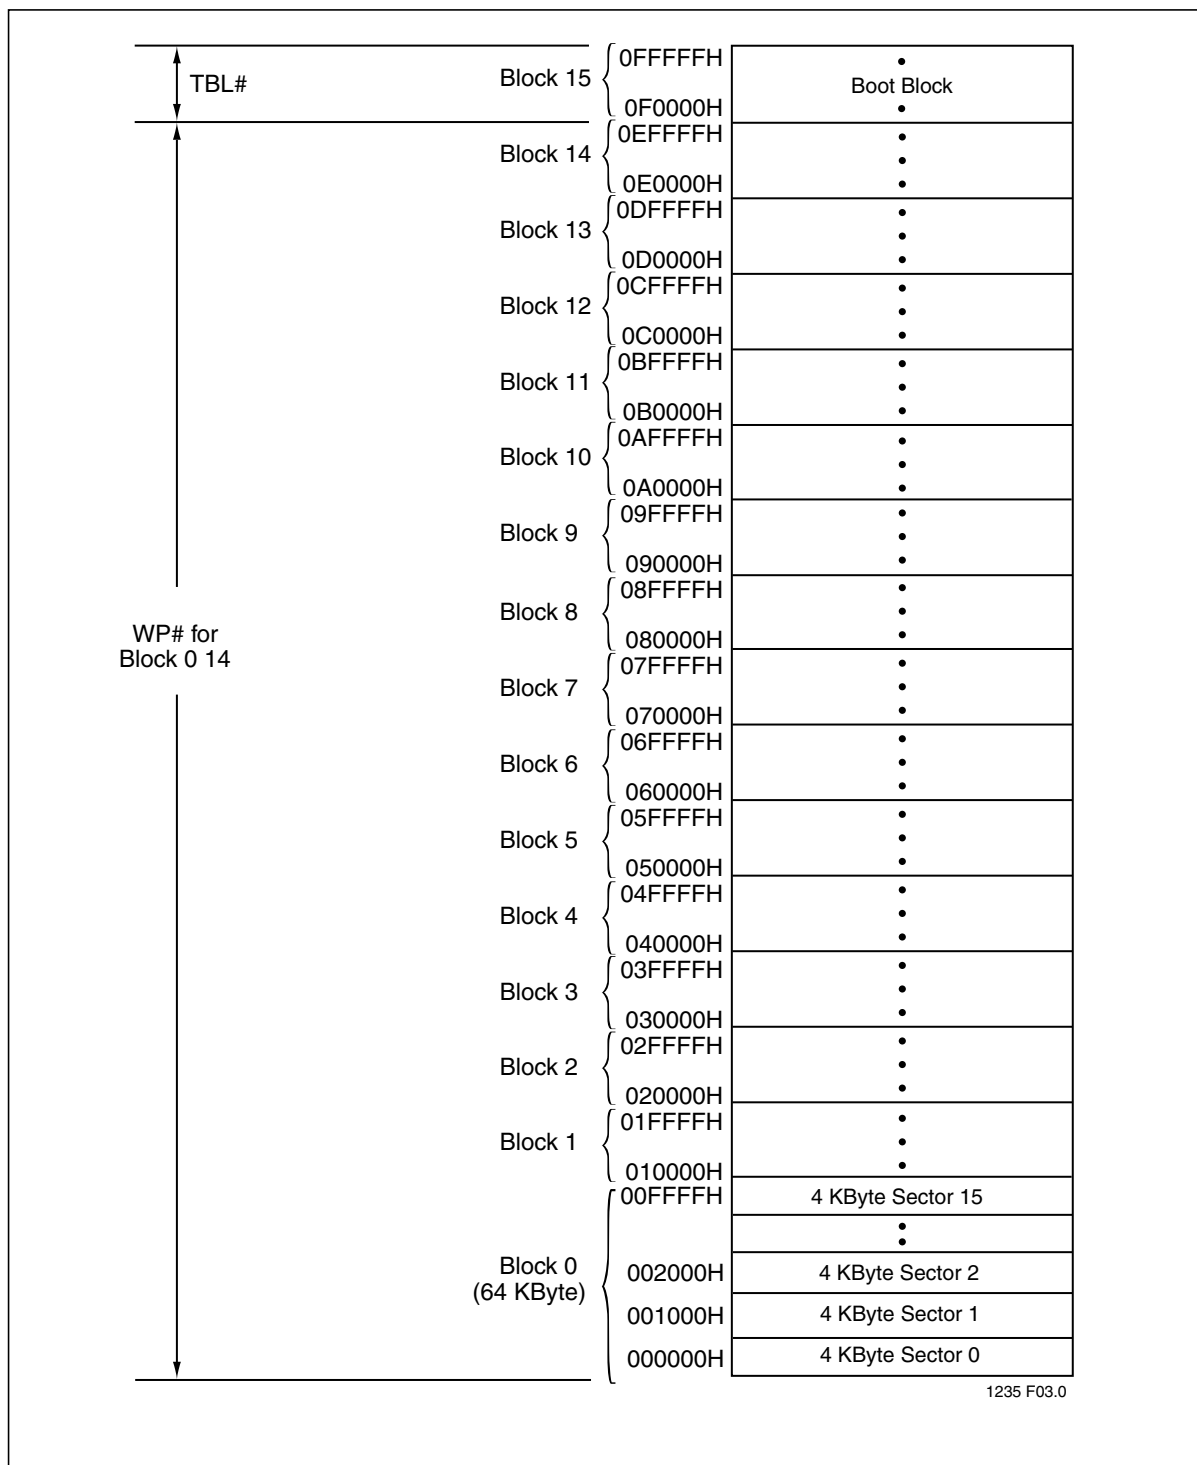 TBL#
Block 15
0FFFFFH
Boot Block
0F0000H
Block 14
0EFFFFH
0E0000H
Block 13
0DFFFFH
0D0000H
Block 12
0CFFFFH
0C0000H
Block 11
0BFFFFH
0B0000H
Block 10
0AFFFFH
0A0000H
Block 9
09FFFFH
090000H
Block 8
08FFFFH
080000H
WP# for
Block 0 14
Block 7
07FFFFH
070000H
Block 6
06FFFFH
060000H
Block 5
05FFFFH
050000H
Block 4
04FFFFH
040000H
Block 3
03FFFFH
030000H
Block 2
02FFFFH
020000H
Block 1
01FFFFH
010000H
00FFFFH
4 KByte Sector 15
Block 0
(64 KByte)
002000H
4 KByte Sector 2
001000H
4 KByte Sector 1
000000H
4 KByte Sector 0
1235 F03.0